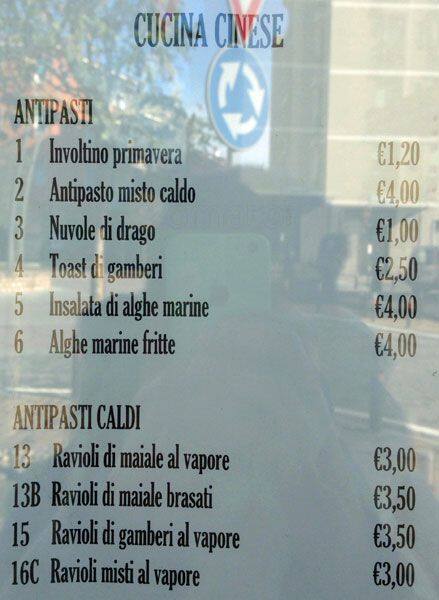 CUCINA CINESE
ANTIPASTI
1 Involtino primavera €1,20
2 Antipasto misto caldo €4,00
3 Nuvole di drago €1,00
4 Toast di gamberi €2,50
5 Insalata di alghe marine €4,00
6 Alghe marine fritte €4,00
ANTIPASTI CALDI
13 Ravioli di maiale al vapore €3,00
13B Ravioli di maiale brasati €3,50
15 Ravioli di gamberi al vapore €3,50
16C Ravioli misti al vapore €3,00